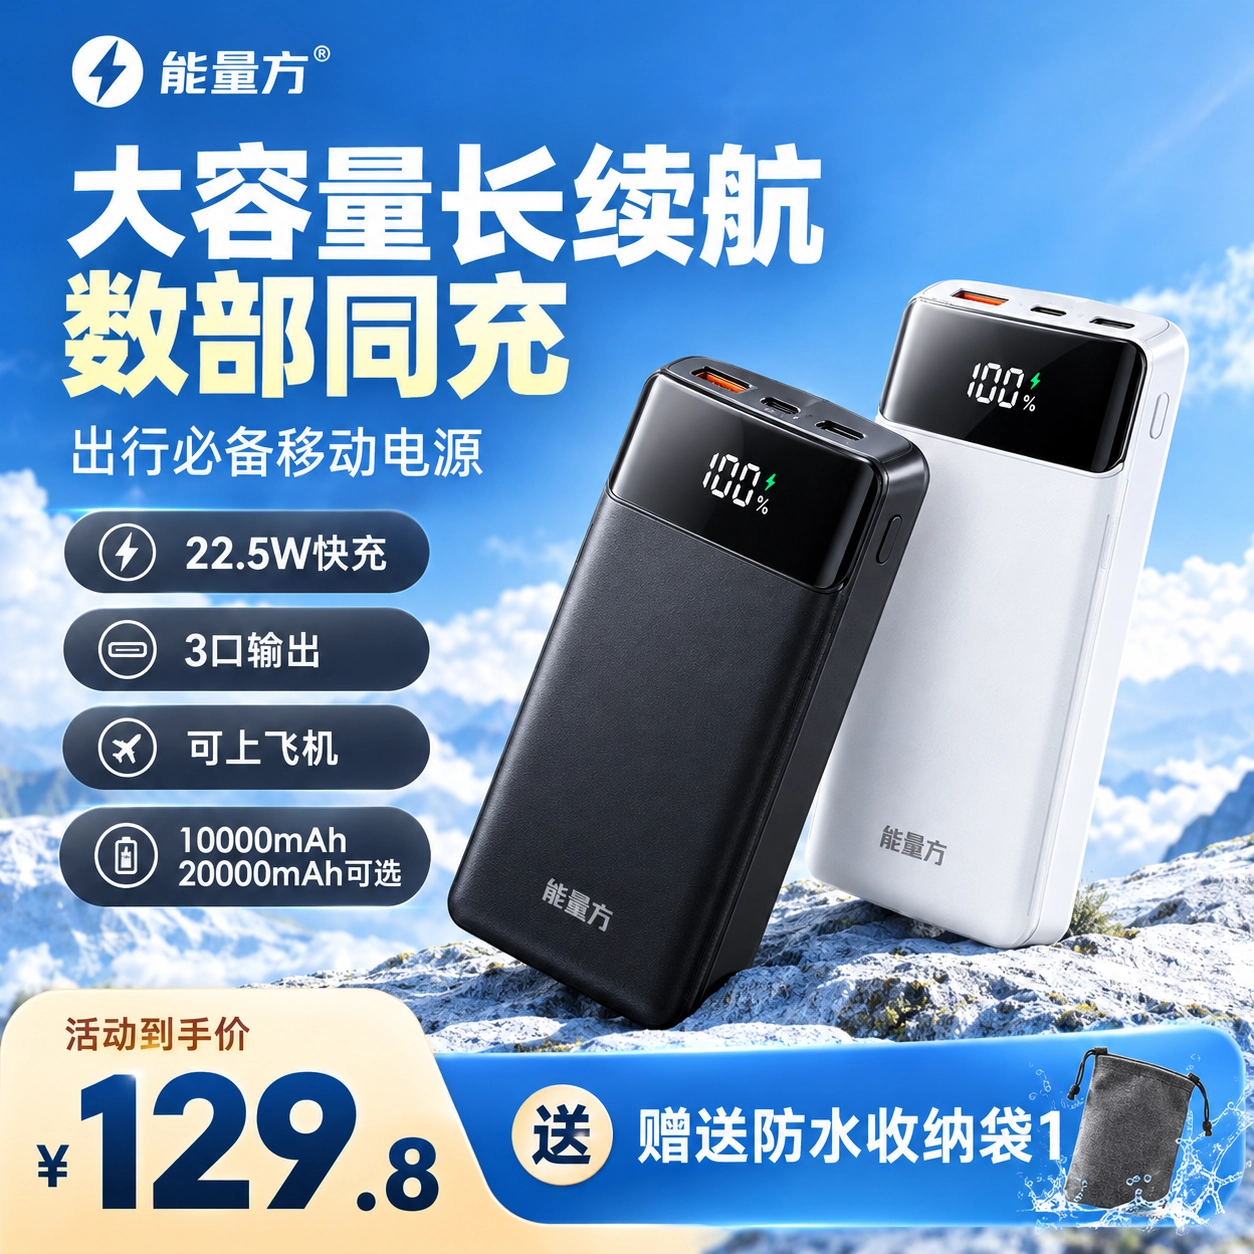 能量方®
大容量长续航
数部同充
出行必备移动电源
22.5W快充
3口输出
可上飞机
10000mAh
20000mAh可选
100%
100%
能量方
能量方
活动到手价
¥129.8
送
赠送防水收纳袋1